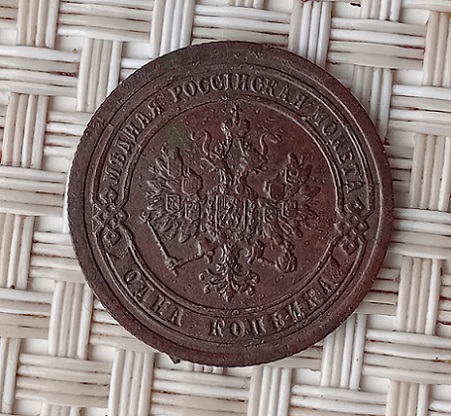 МѢДНАЯ РОССІЙСКАЯ МОНЕТА
ОДНА КОПѢЙКА.